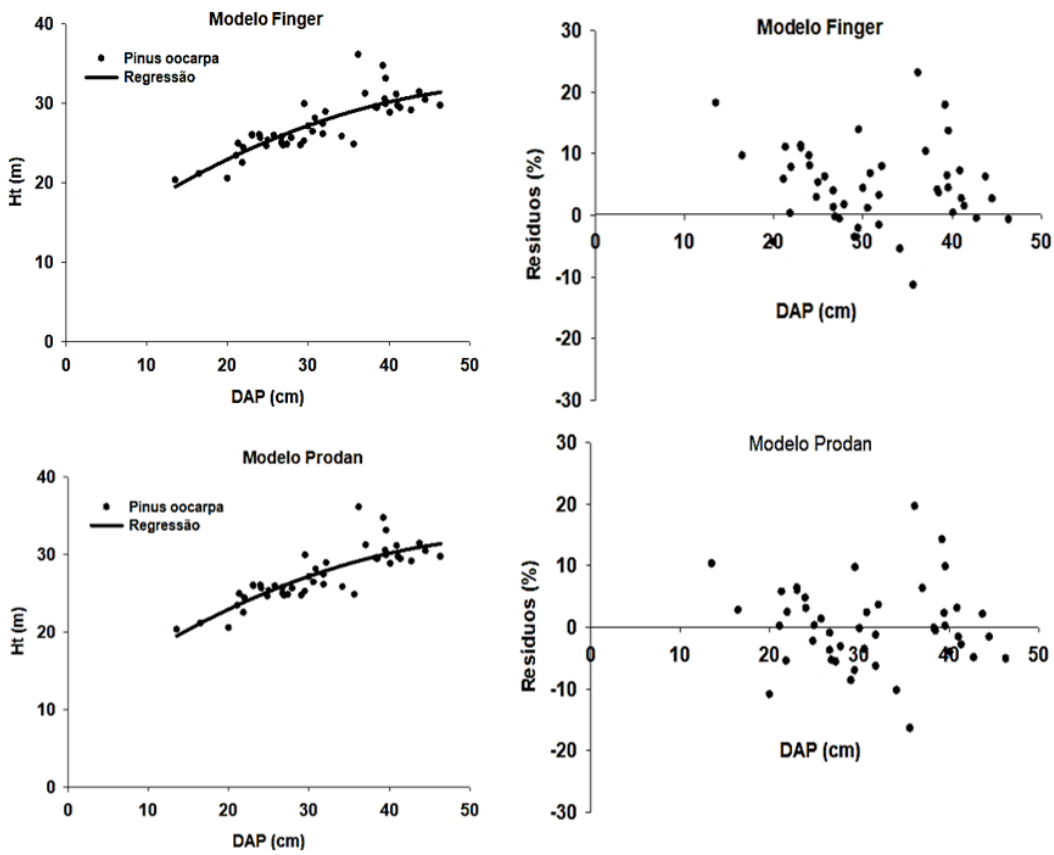 Modelo Finger
40
30
20
10
0
Ht (m)
Pinus oocarpa
Regressão
0 10 20 30 40 50
DAP (cm)
Modelo Finger
30
20
10
0
-10
-20
-30
Resíduos (%)
0 10 20 30 40 50
DAP (cm)
Modelo Prodan
40
30
20
10
0
Ht (m)
Pinus oocarpa
Regressão
0 10 20 30 40 50
DAP (cm)
Modelo Prodan
30
20
10
0
-10
-20
-30
Resíduos (%)
0 10 20 30 40 50
DAP (cm)